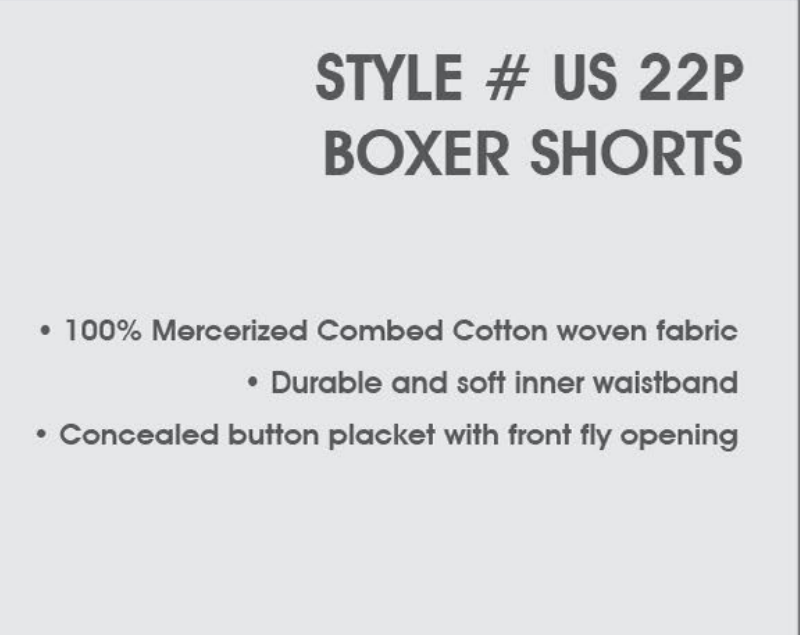 STYLE # US 22P
BOXER SHORTS
• 100% Mercerized Combed Cotton woven fabric
• Durable and soft inner waistband
• Concealed button placket with front fly opening